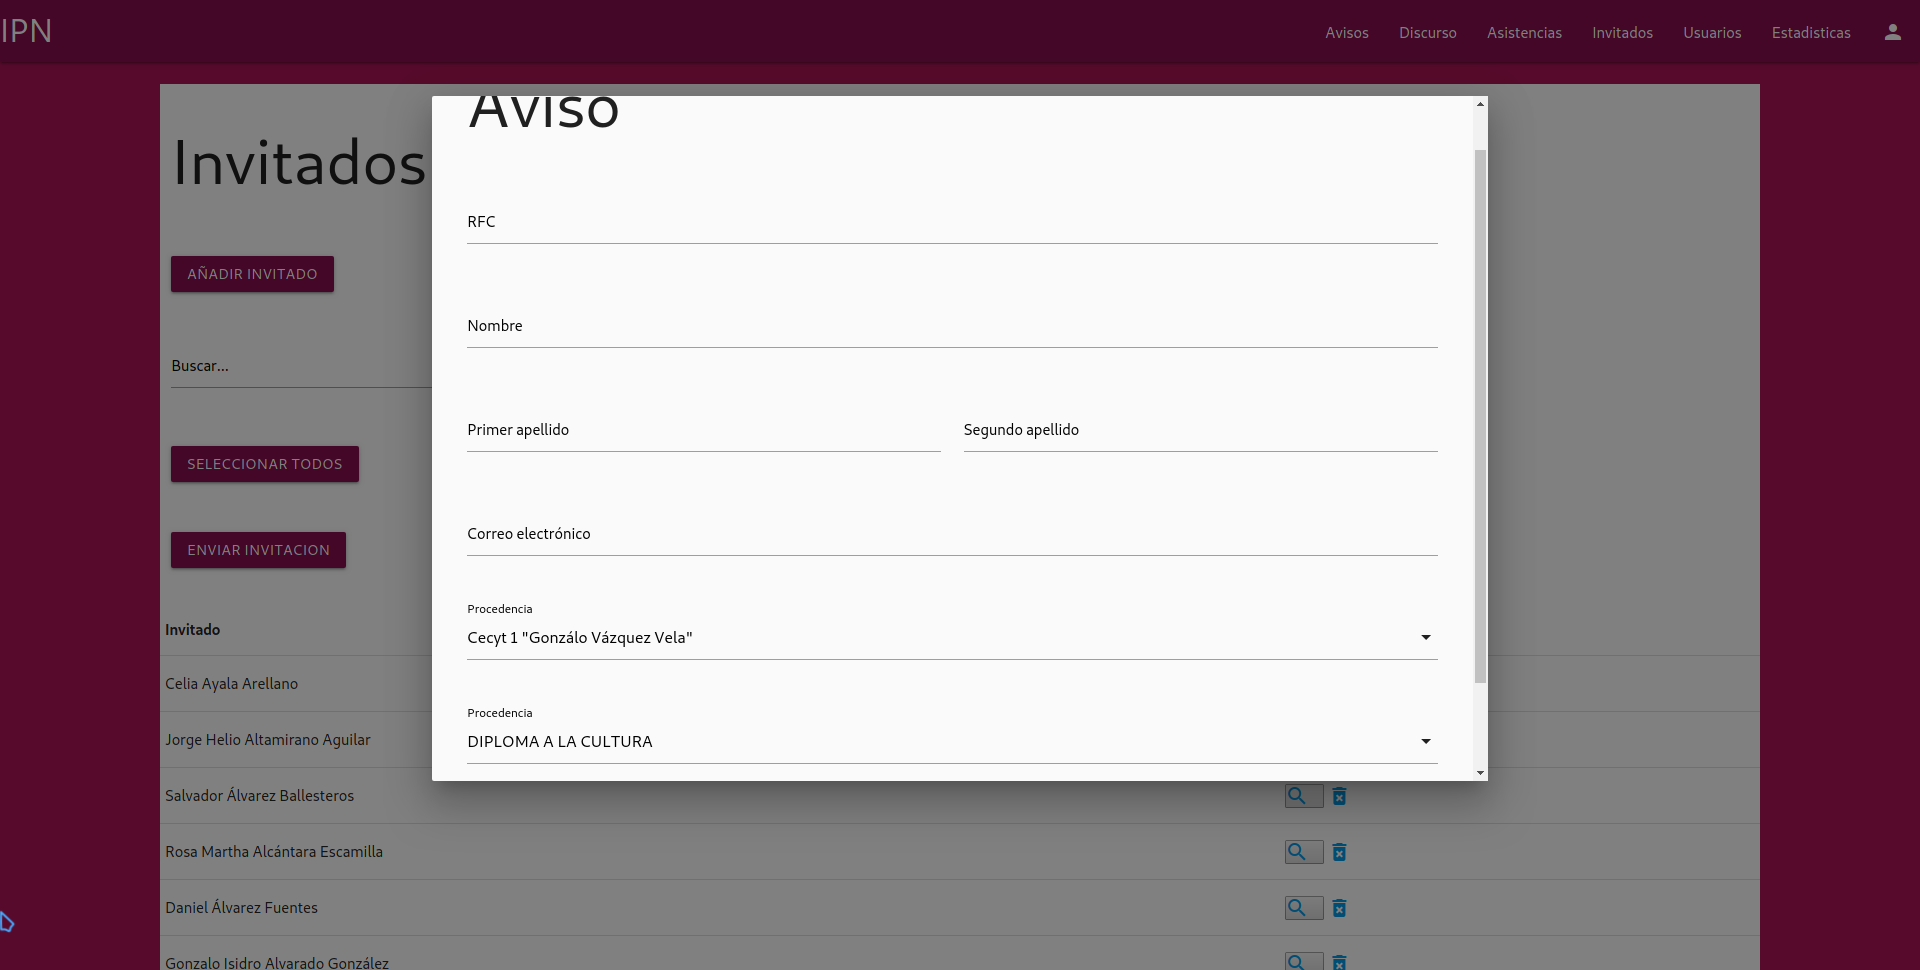 IPN
Avisos Discurso Asistencias Invitados Usuarios Estadisticas
Invitados
AÑADIR INVITADO
Buscar...
SELECCIONAR TODOS
ENVIAR INVITACION
Invitado
Celia Ayala Arellano
Jorge Helio Altamirano Aguilar
Salvador Álvarez Ballesteros
Rosa Martha Alcántara Escamilla
Daniel Álvarez Fuentes
Gonzalo Isidro Alvarado González
Aviso
RFC
Nombre
Primer apellido Segundo apellido
Correo electrónico
Procedencia
Cecyt 1 "Gonzálo Vázquez Vela"
Procedencia
DIPLOMA A LA CULTURA